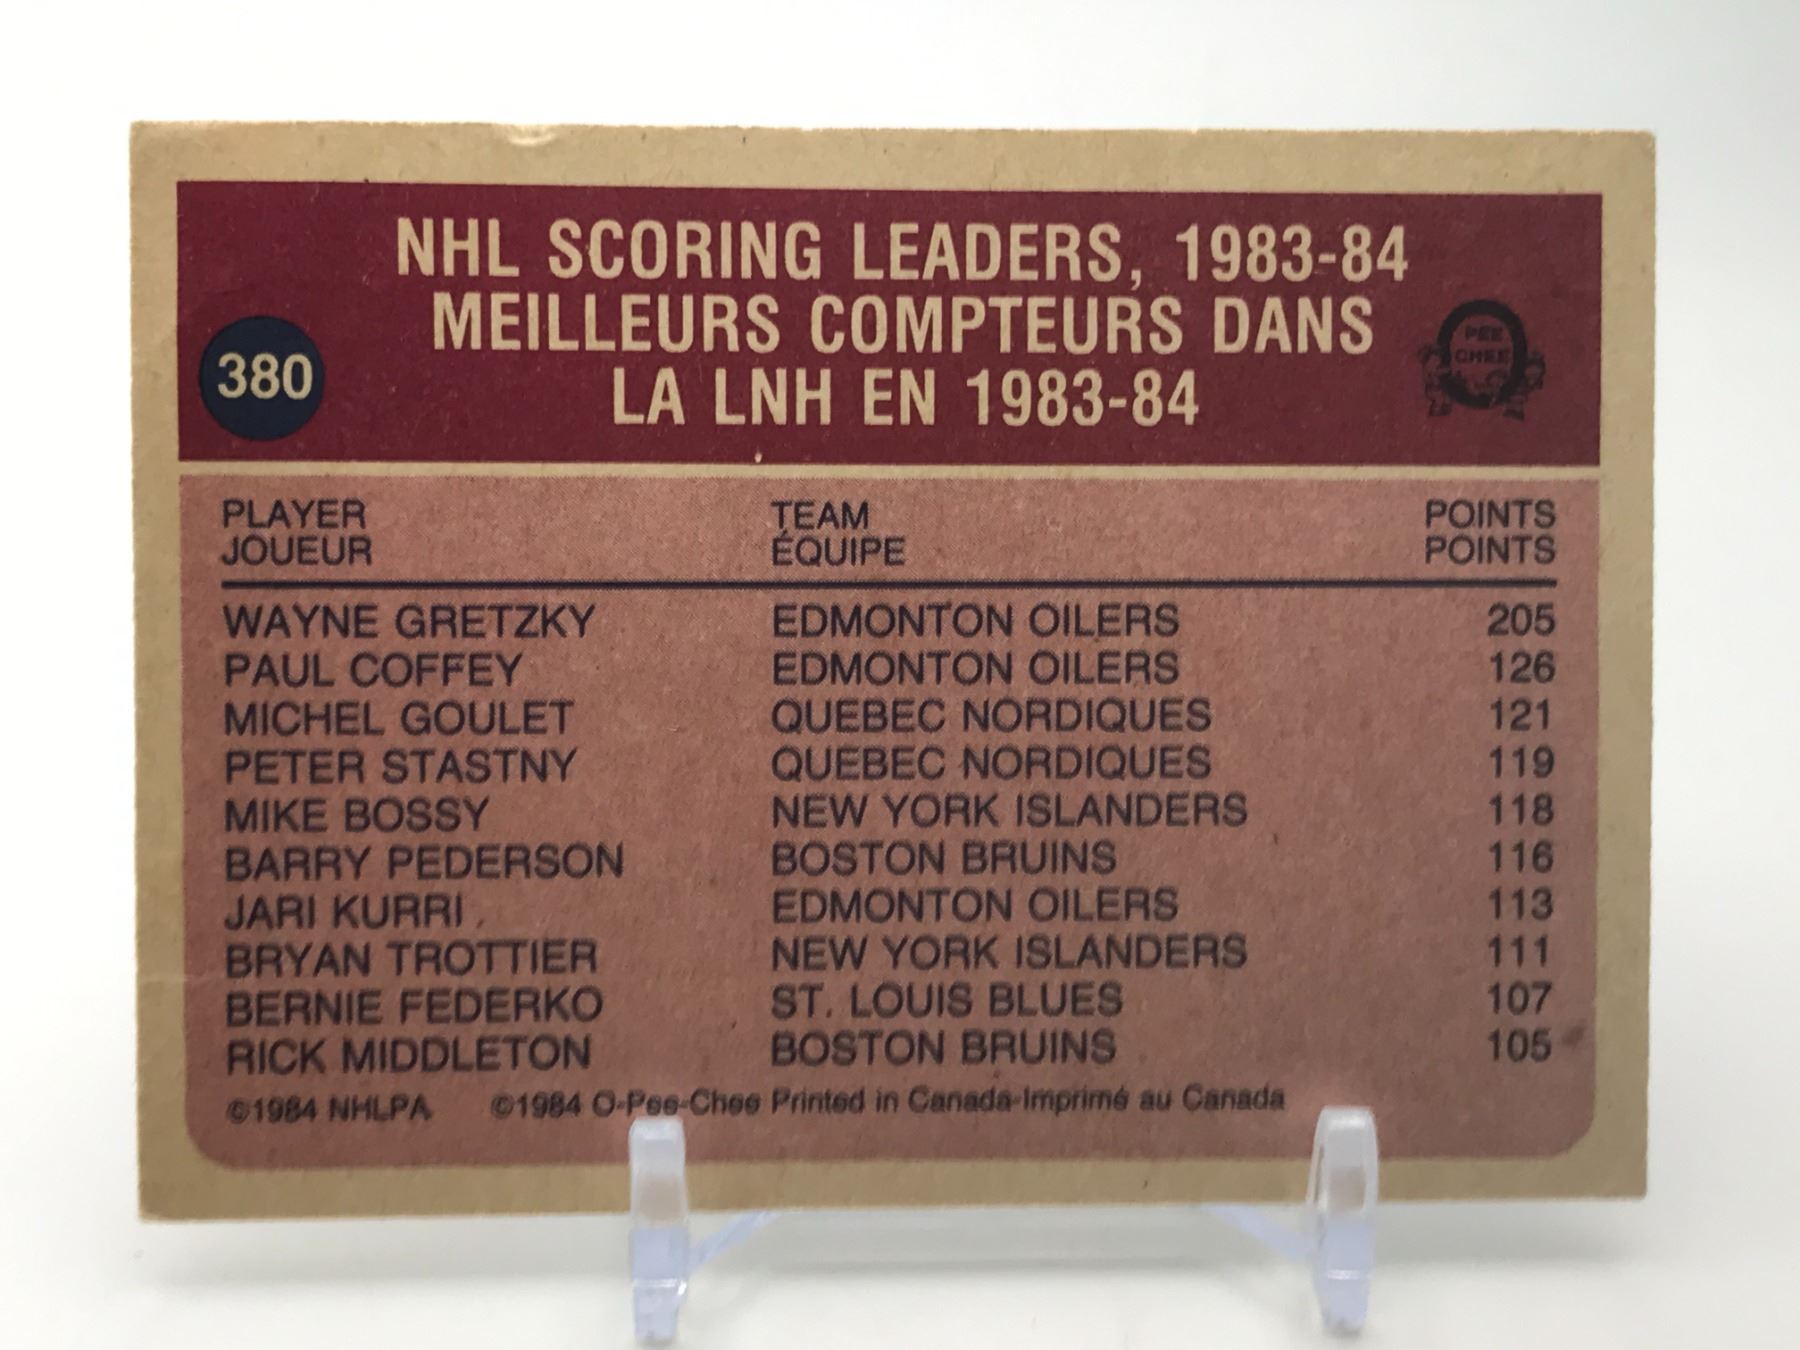 NHL SCORING LEADERS, 1983-84
MEILLEURS COMPTEURS DANS
LA LNH EN 1983-84
380
PEE
CHEE
PLAYER TEAM POINTS
JOUEUR ÉQUIPE POINTS
WAYNE GRETZKY EDMONTON OILERS 205
PAUL COFFEY EDMONTON OILERS 126
MICHEL GOULET QUEBEC NORDIQUES 121
PETER STASTNY QUEBEC NORDIQUES 119
MIKE BOSSY NEW YORK ISLANDERS 118
BARRY PEDERSON BOSTON BRUINS 116
JARI KURRI EDMONTON OILERS 113
BRYAN TROTTIER NEW YORK ISLANDERS 111
BERNIE FEDERKO ST. LOUIS BLUES 107
RICK MIDDLETON BOSTON BRUINS 105
©1984 NHLPA ©1984 O-Pee-Chee Printed in Canada-Imprimé au Canada